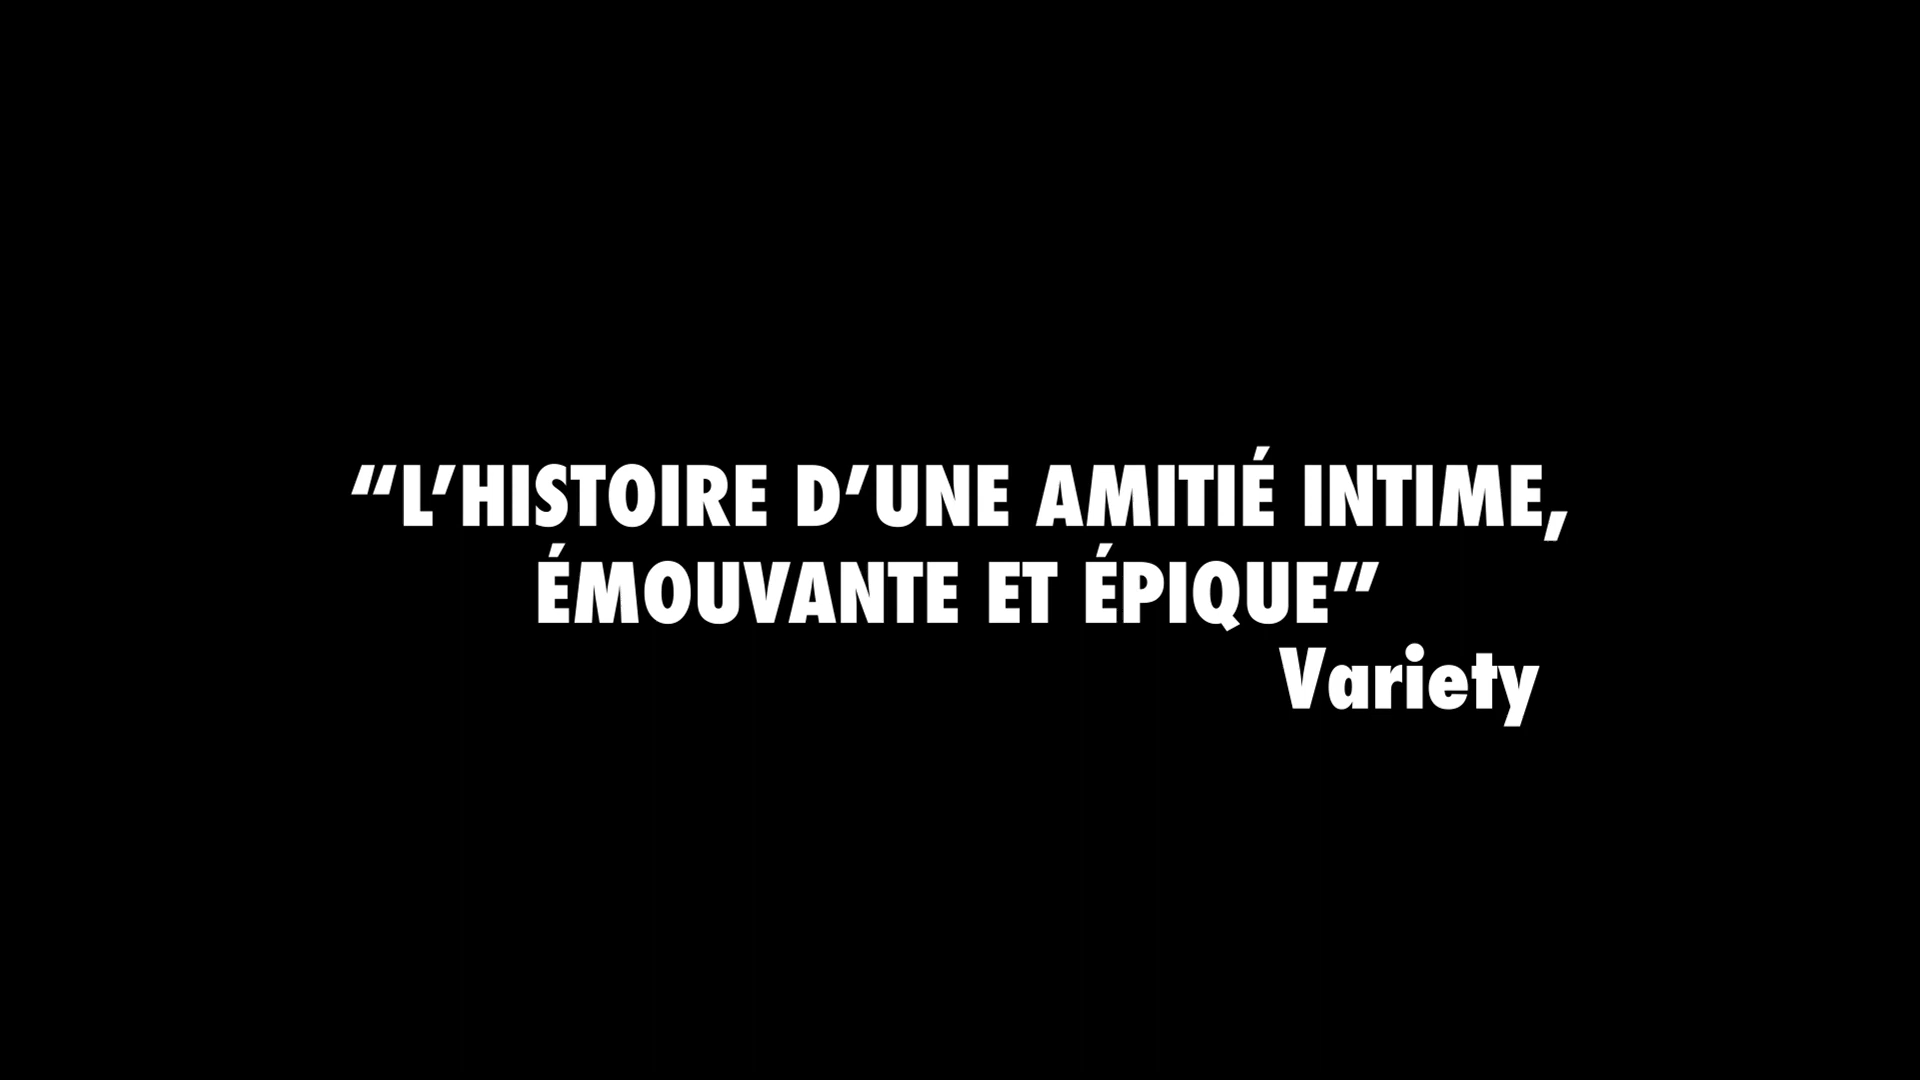 “L’HISTOIRE D’UNE AMITIÉ INTIME,
ÉMOUVANTE ET ÉPIQUE”
Variety